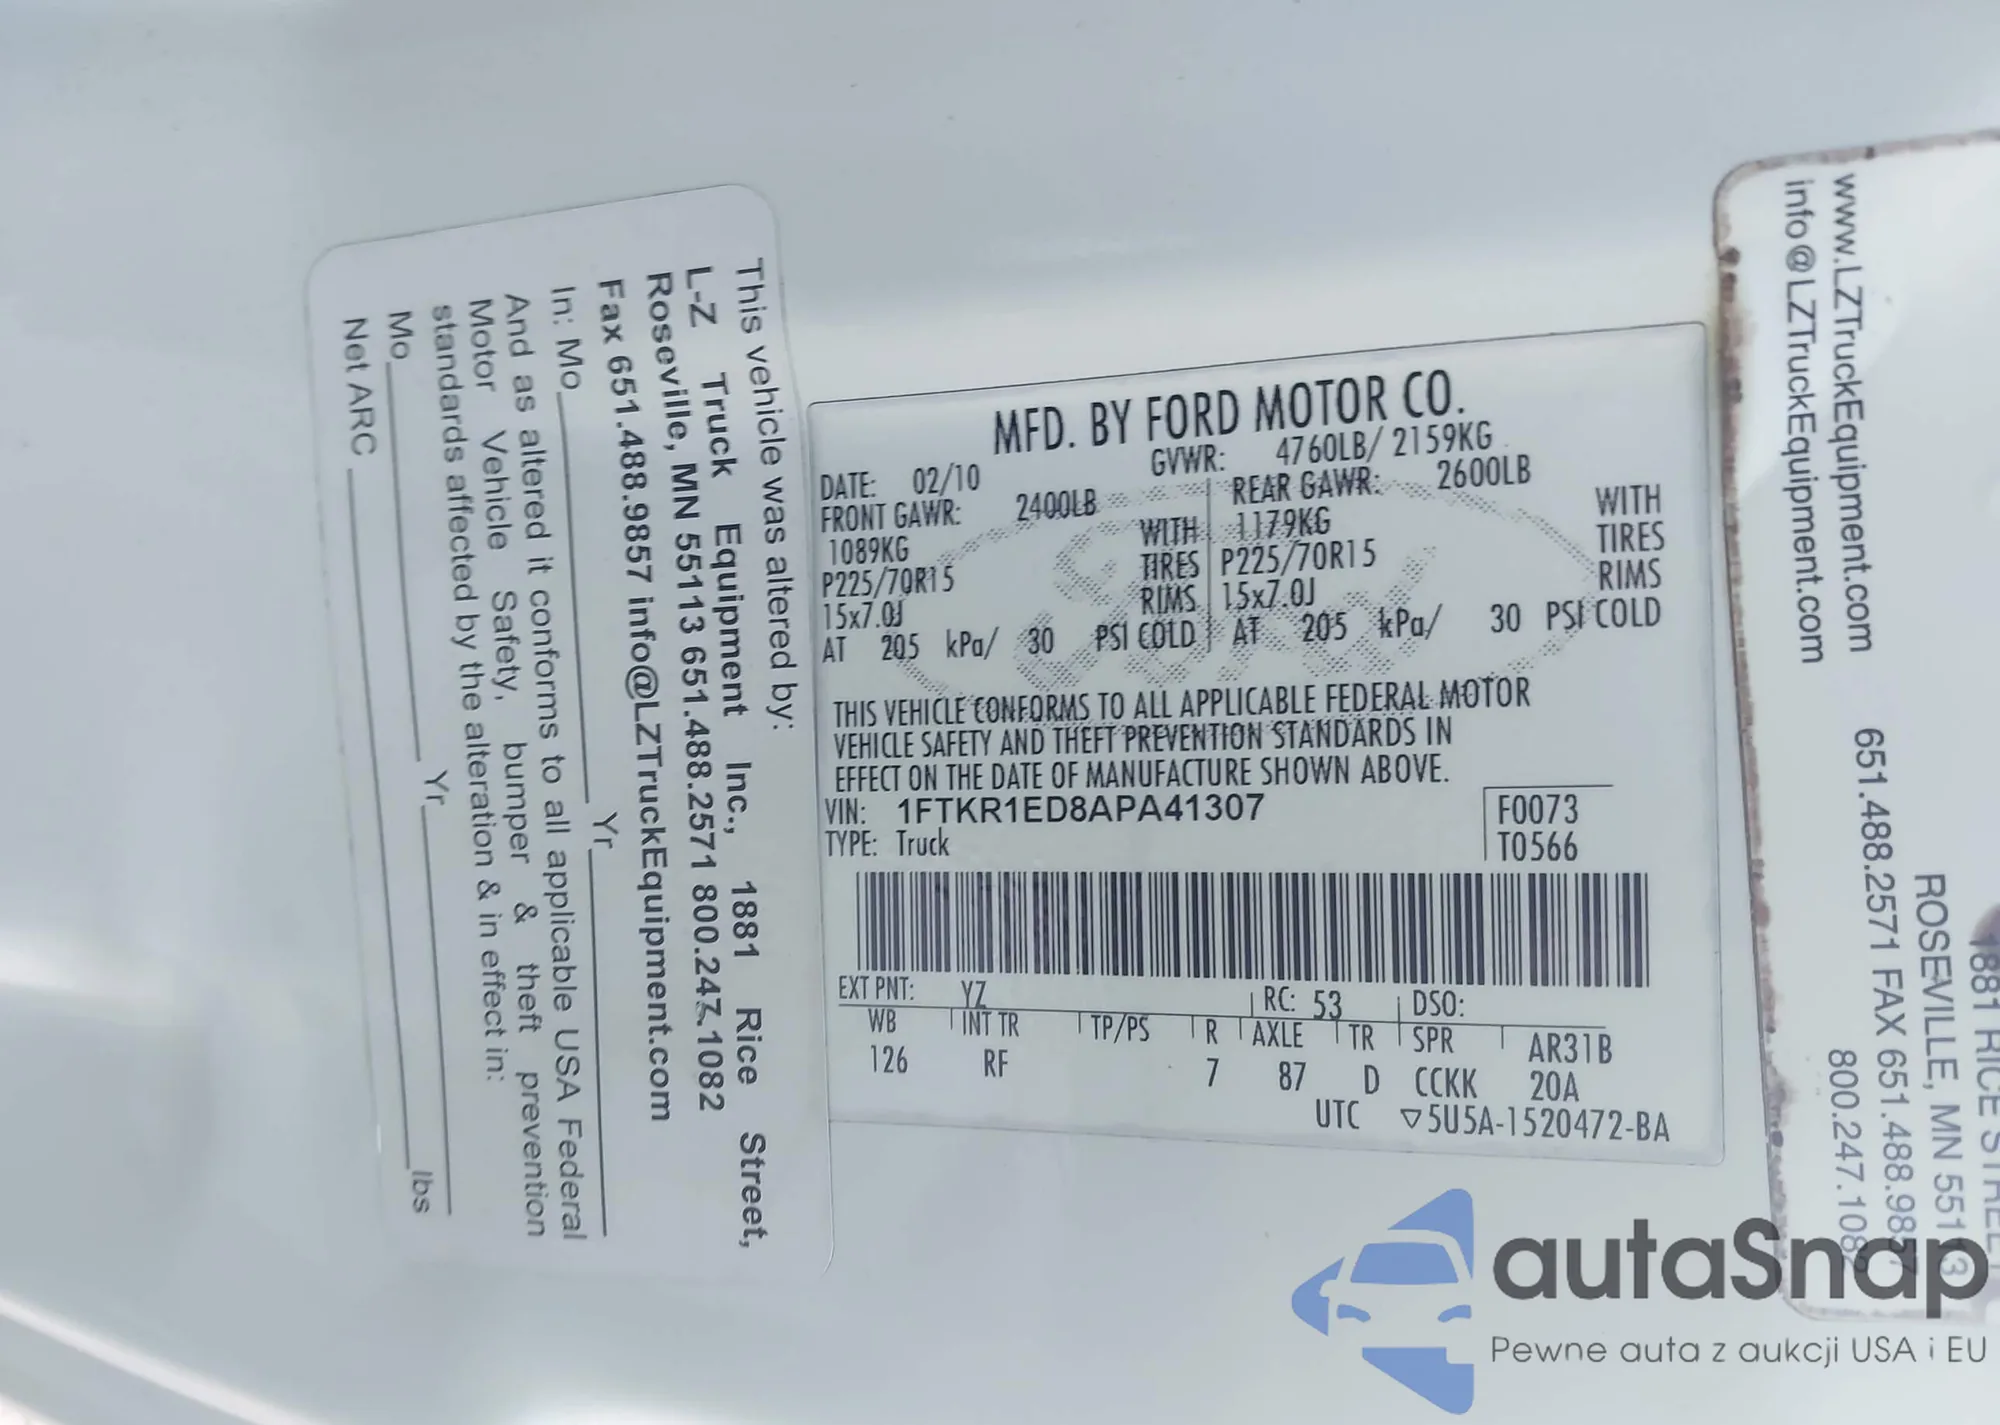 This vehicle was altered by:
L-Z Truck Equipment Inc., 1881 Rice Street,
Roseville, MN 55113 651.488.2571 800.247.1082
Fax 651.488.9857 info@LZTruckEquipment.com
In: Mo Yr
And as altered it conforms to all applicable USA Federal
Motor Vehicle Safety, bumper & theft prevention
standards affected by the alteration & in effect in:
Mo Yr
Net ARC lbs
MFD. BY FORD MOTOR CO.
DATE: 02/10 GVWR: 4760LB/ 2159KG
FRONT GAWR: 2400LB REAR GAWR: 2600LB
1089KG WITH 1179KG WITH
P225/70R15 TIRES P225/70R15 TIRES
15x7.0J RIMS 15x7.0J RIMS
AT 205 kPa/ 30 PSI COLD AT 205 kPa/ 30 PSI COLD
THIS VEHICLE CONFORMS TO ALL APPLICABLE FEDERAL MOTOR
VEHICLE SAFETY AND THEFT PREVENTION STANDARDS IN
EFFECT ON THE DATE OF MANUFACTURE SHOWN ABOVE.
VIN: 1FTKR1ED8APA41307 F0073
TYPE: Truck T0566
EXT PNT: YZ RC: 53 DSO:
WB INT TR TP/PS R AXLE TR SPR AR31B
126 RF 7 87 D CCKK 20A
UTC ▽5U5A-1520472-BA
1881 RICE STREET
ROSEVILLE, MN 55113
651.488.2571 FAX 651.488.9857
www.LZTruckEquipment.com 800.247.1082
info@LZTruckEquipment.com
autaSnap
Pewne auta z aukcji USA i EU